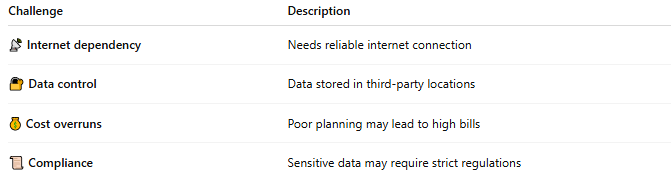 Challenge Description
Internet dependency Needs reliable internet connection
Data control Data stored in third-party locations
Cost overruns Poor planning may lead to high bills
Compliance Sensitive data may require strict regulations